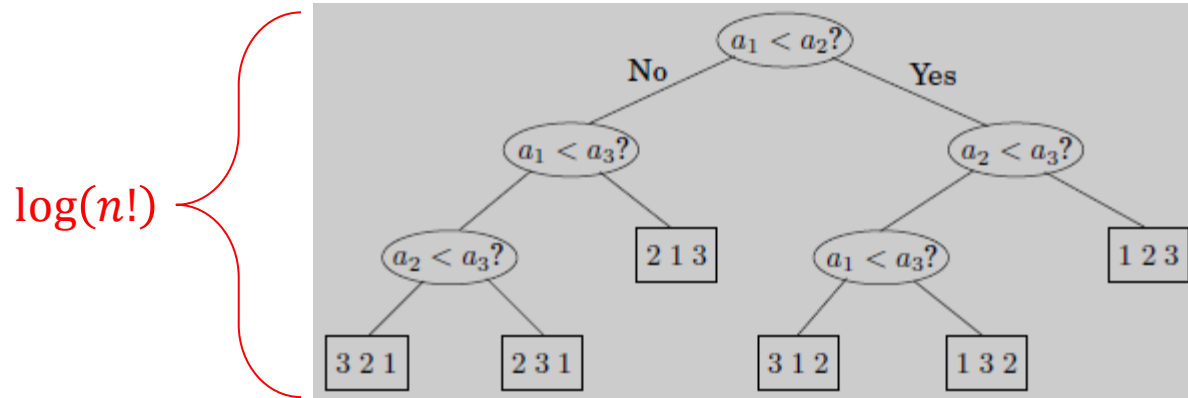 a₁ < a₂?
No Yes
a₁ < a₃? a₂ < a₃?
log(n!)
a₂ < a₃? 2 1 3 a₁ < a₃? 1 2 3
3 2 1 2 3 1 3 1 2 1 3 2